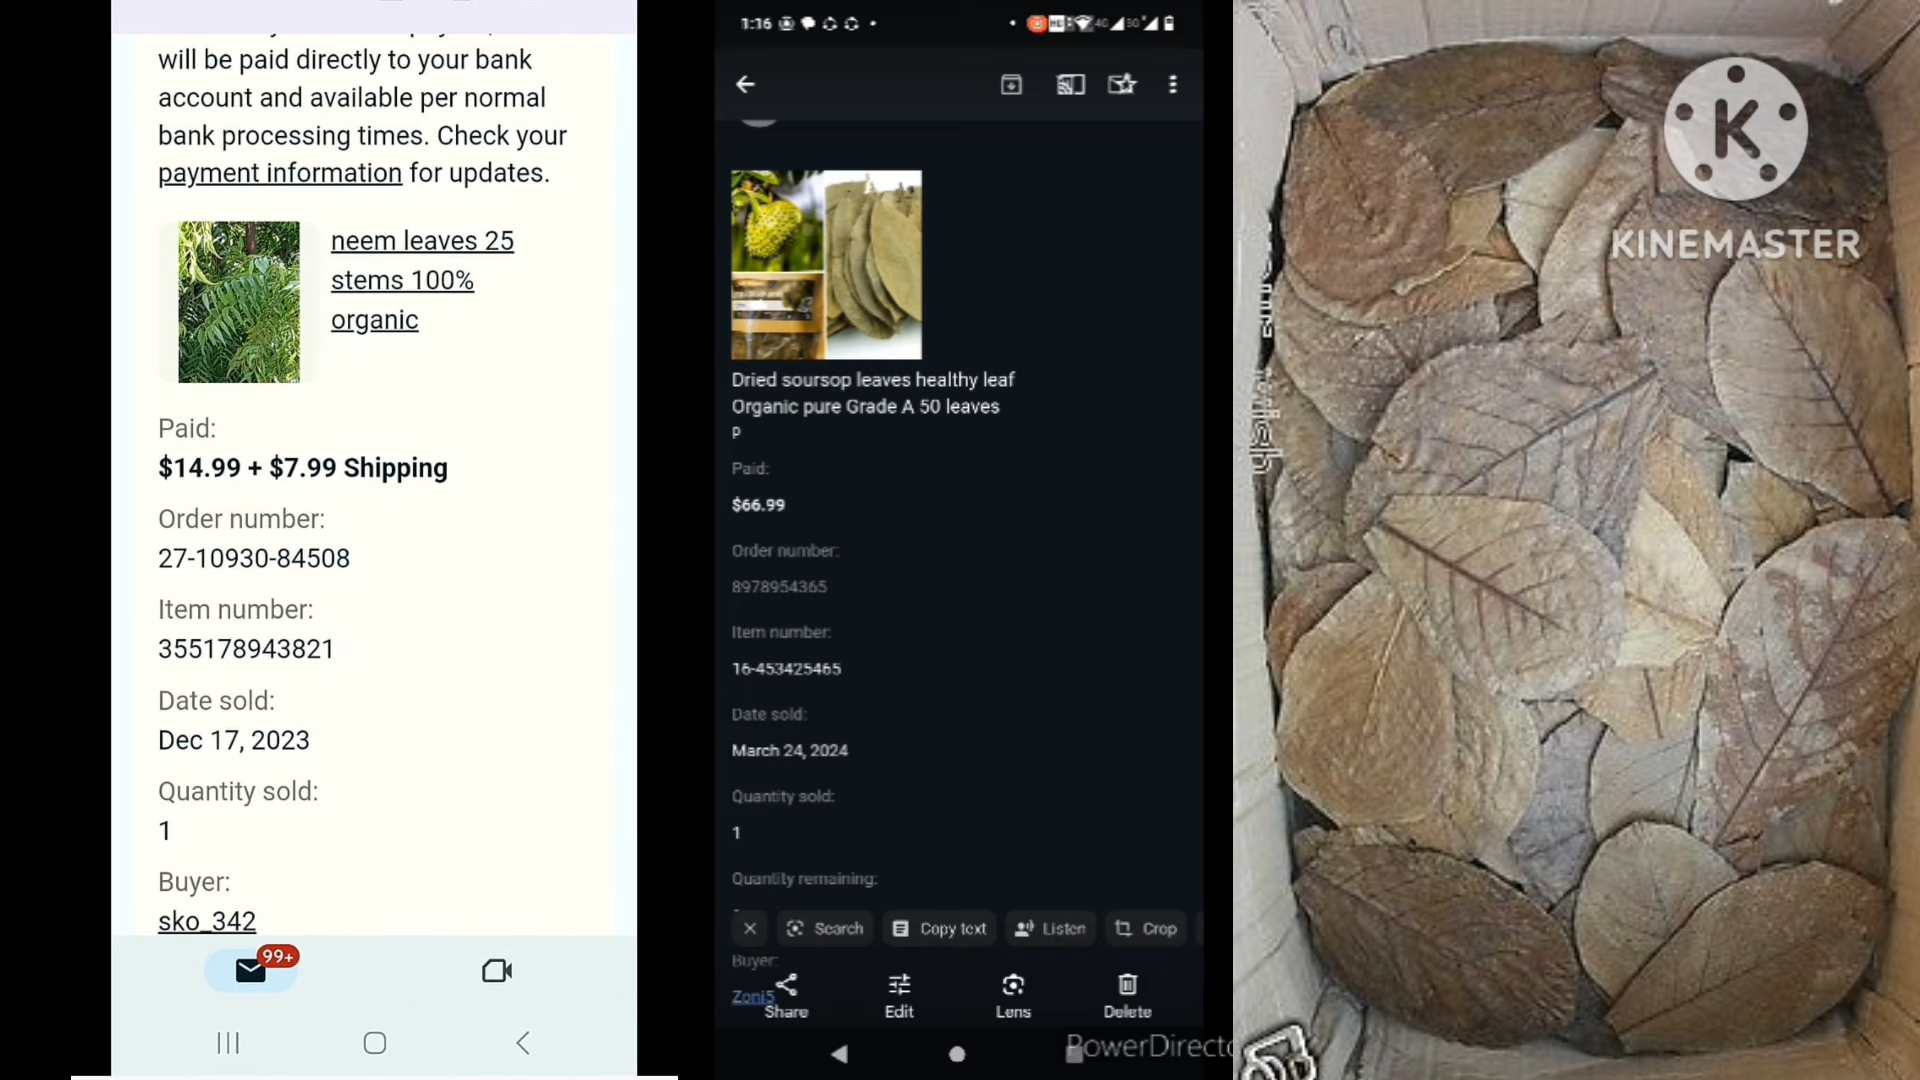 will be paid directly to your bank
account and available per normal
bank processing times. Check your
payment information for updates.
neem leaves 25
stems 100%
organic
Paid:
$14.99 + $7.99 Shipping
Order number:
27-10930-84508
Item number:
355178943821
Date sold:
Dec 17, 2023
Quantity sold:
1
Buyer:
sko_342
99+
1:16
Dried soursop leaves healthy leaf
Organic pure Grade A 50 leaves
p
Paid:
$66.99
Order number:
8978954365
Item number:
16-453425465
Date sold:
March 24, 2024
Quantity sold:
1
Quantity remaining:
Search
Copy text
Listen
Crop
Buyer:
Zoni5
Share
Edit
Lens
Delete
PowerDirect
K
KINEMASTER